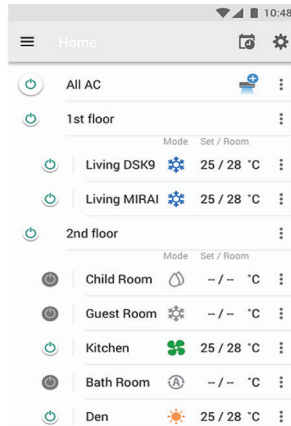 10:48
Home
All AC
1st floor
Mode Set / Room
Living DSK9 25 / 28 °C
Living MIRAI 25 / 28 °C
2nd floor
Mode Set / Room
Child Room -- / -- °C
Guest Room -- / -- °C
Kitchen 25 / 28 °C
Bath Room A -- / -- °C
Den 25 / 28 °C